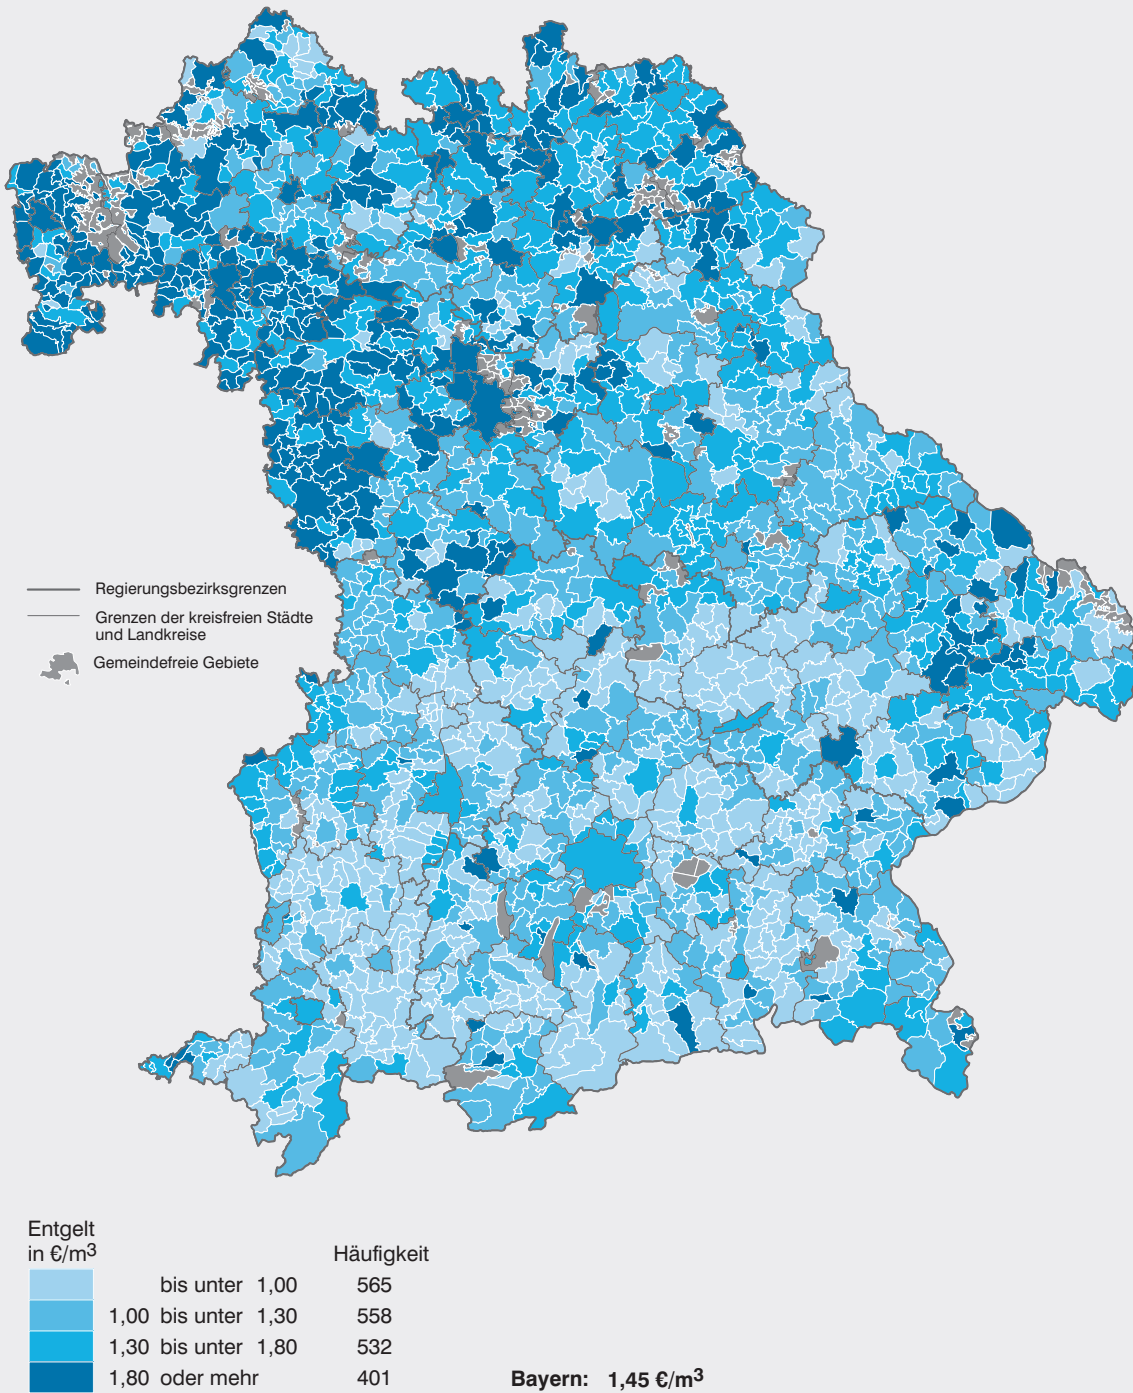 Regierungsbezirksgrenzen
Grenzen der kreisfreien Städte
und Landkreise
Gemeindefreie Gebiete
Entgelt
in €/m³
Häufigkeit
bis unter 1,00 565
1,00 bis unter 1,30 558
1,30 bis unter 1,80 532
1,80 oder mehr 401
Bayern: 1,45 €/m³